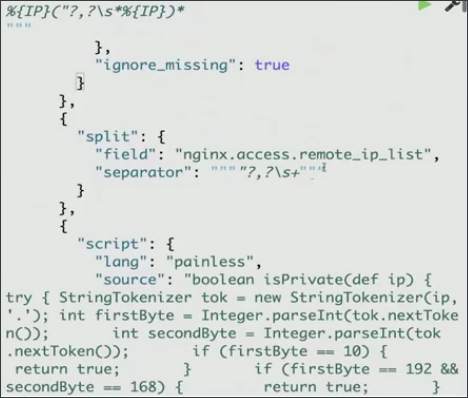 %{IP}("?,?\s*%{IP})*
"""
},
"ignore_missing": true
}
},
{
"split": {
"field": "nginx.access.remote_ip_list",
"separator": """"?,?\s+"""
}
},
{
"script": {
"lang": "painless",
"source": "boolean isPrivate(def ip) {
try { StringTokenizer tok = new StringTokenizer(ip,
'.'); int firstByte = Integer.parseInt(tok.nextToke
n()); int secondByte = Integer.parseInt(tok
.nextToken()); if (firstByte == 10) {
return true; } if (firstByte == 192 &&
secondByte == 168) { return true; }